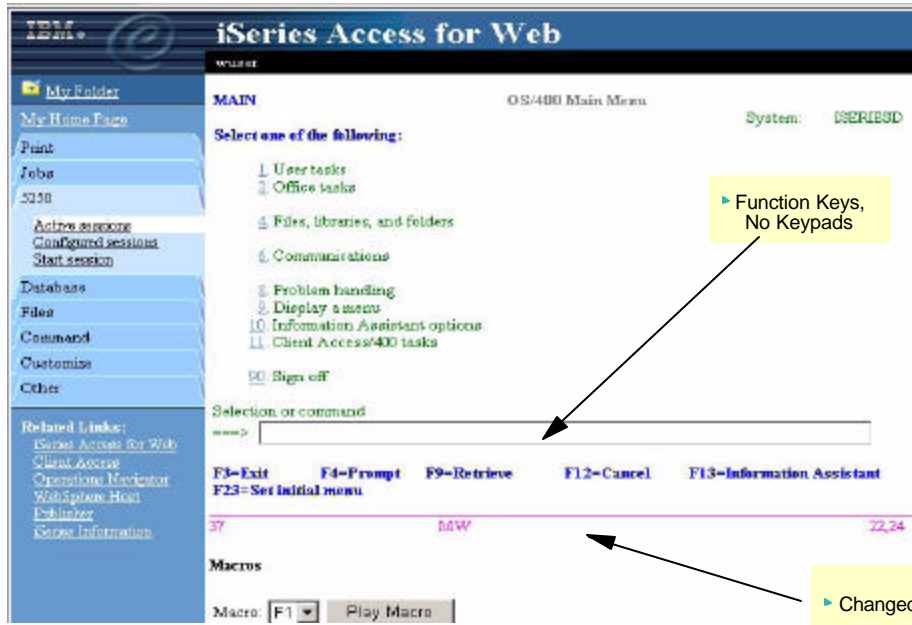 IBM. e
iSeries Access for Web
wuser
My Folder
My Home Page
Print
Jobs
5250
Active sessions
Configured sessions
Start session
Database
Files
Command
Customize
Other
Related Links:
iSeries Access for Web
Client Access
Operations Navigator
WebSphere Host
Publisher
iSeries Information
MAIN OS/400 Main Menu
System: ISERIESD
Select one of the following:
1. User tasks
2. Office tasks
4. Files, libraries, and folders
6. Communications
8. Problem handling
9. Display a menu
10. Information Assistant options
11. Client Access/400 tasks
90. Sign off
Selection or command
===>
F3=Exit F4=Prompt F9=Retrieve F12=Cancel F13=Information Assistant
F23=Set initial menu
37 MW 22,24
Macros
Macro: F1 Play Macro
Function Keys,
No Keypads
Changed